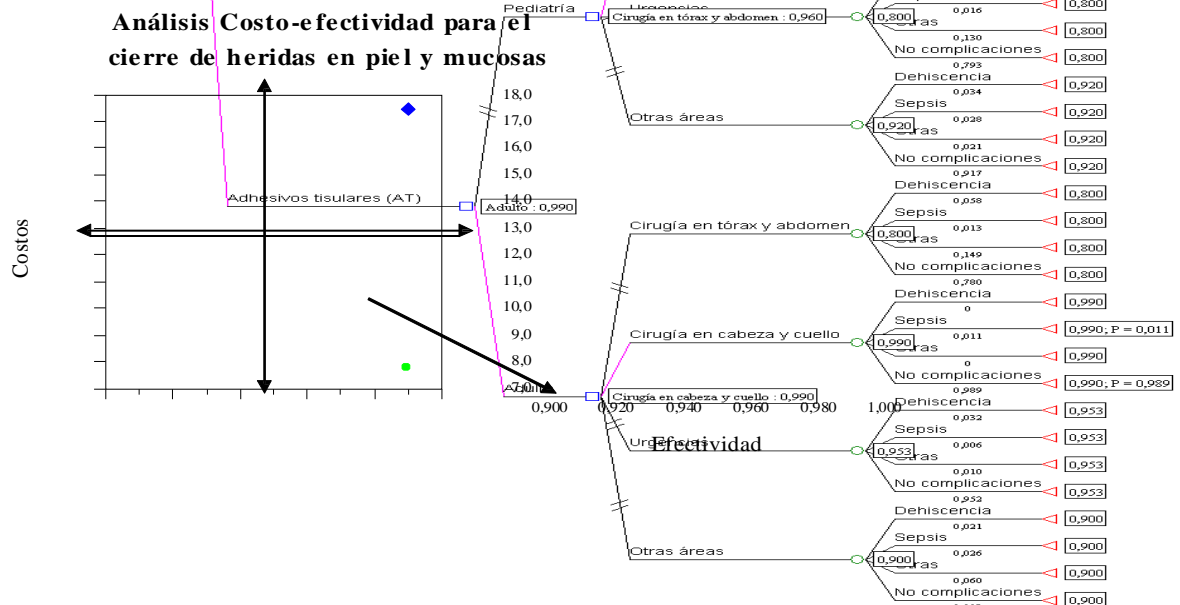 Análisis Costo-efectividad para el
cierre de heridas en piel y mucosas
Costos
18,0
17,0
16,0
15,0
14,0
13,0
12,0
11,0
10,0
9,0
8,0
7,0
0,900
0,920
0,940
0,960
0,980
1,000
Efectividad
Adhesivos tisulares (AT)
Adulto : 0,990
Pediatría
Urgencias
Cirugía en tórax y abdomen : 0,960
0,800
0,016
0,800
Otras
0,800
0,130
No complicaciones
0,800
0,793
Otras áreas
0,920
Dehiscencia
0,920
0,034
Sepsis
0,920
0,028
Otras
0,920
0,021
No complicaciones
0,920
0,917
Adulto
Cirugía en cabeza y cuello : 0,990
Cirugía en tórax y abdomen
0,800
Dehiscencia
0,800
0,058
Sepsis
0,800
0,013
Otras
0,800
0,149
No complicaciones
0,800
0,780
Cirugía en cabeza y cuello
0,990
Dehiscencia
0,990
0
Sepsis
0,990; P = 0,011
0,011
Otras
0,990
0
No complicaciones
0,990; P = 0,989
0,989
Urgencias
0,953
Dehiscencia
0,953
0,032
Sepsis
0,953
0,006
Otras
0,953
0,010
No complicaciones
0,953
0,952
Otras áreas
0,900
Dehiscencia
0,900
0,021
Sepsis
0,900
0,026
Otras
0,900
0,060
No complicaciones
0,900